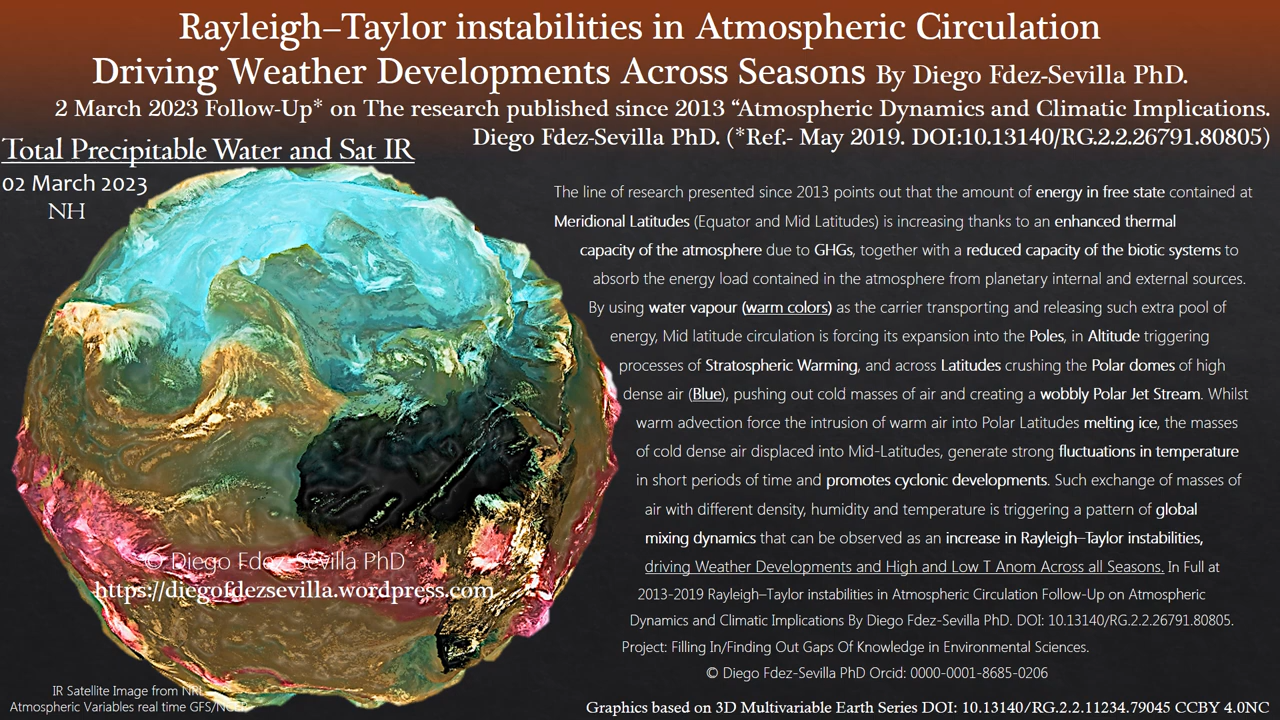 Rayleigh–Taylor instabilities in Atmospheric Circulation
Driving Weather Developments Across Seasons By Diego Fdez-Sevilla PhD.
2 March 2023 Follow-Up* on The research published since 2013 “Atmospheric Dynamics and Climatic Implications.
Diego Fdez-Sevilla PhD. (*Ref.- May 2019. DOI:10.13140/RG.2.2.26791.80805)
Total Precipitable Water and Sat IR
02 March 2023
NH
The line of research presented since 2013 points out that the amount of energy in free state contained at
Meridional Latitudes (Equator and Mid Latitudes) is increasing thanks to an enhanced thermal
capacity of the atmosphere due to GHGs, together with a reduced capacity of the biotic systems to
absorb the energy load contained in the atmosphere from planetary internal and external sources.
By using water vapour (warm colors) as the carrier transporting and releasing such extra pool of
energy, Mid latitude circulation is forcing its expansion into the Poles, in Altitude triggering
processes of Stratospheric Warming, and across Latitudes crushing the Polar domes of high
dense air (Blue), pushing out cold masses of air and creating a wobbly Polar Jet Stream. Whilst
warm advection force the intrusion of warm air into Polar Latitudes melting ice, the masses
of cold dense air displaced into Mid-Latitudes, generate strong fluctuations in temperature
in short periods of time and promotes cyclonic developments. Such exchange of masses of
air with different density, humidity and temperature is triggering a pattern of global
mixing dynamics that can be observed as an increase in Rayleigh–Taylor instabilities,
driving Weather Developments and High and Low T Anom Across all Seasons. In Full at
2013-2019 Rayleigh–Taylor instabilities in Atmospheric Circulation Follow-Up on Atmospheric
Dynamics and Climatic Implications By Diego Fdez-Sevilla PhD. DOI: 10.13140/RG.2.2.26791.80805.
Project: Filling In/Finding Out Gaps Of Knowledge in Environmental Sciences.
© Diego Fdez-Sevilla PhD Orcid: 0000-0001-8685-0206
© Diego Fdez-Sevilla PhD
https://diegofdezsevilla.wordpress.com
IR Satellite Image from NRL
Atmospheric Variables real time GFS/NCEP
Graphics based on 3D Multivariable Earth Series DOI: 10.13140/RG.2.2.11234.79045 CCBY 4.0NC